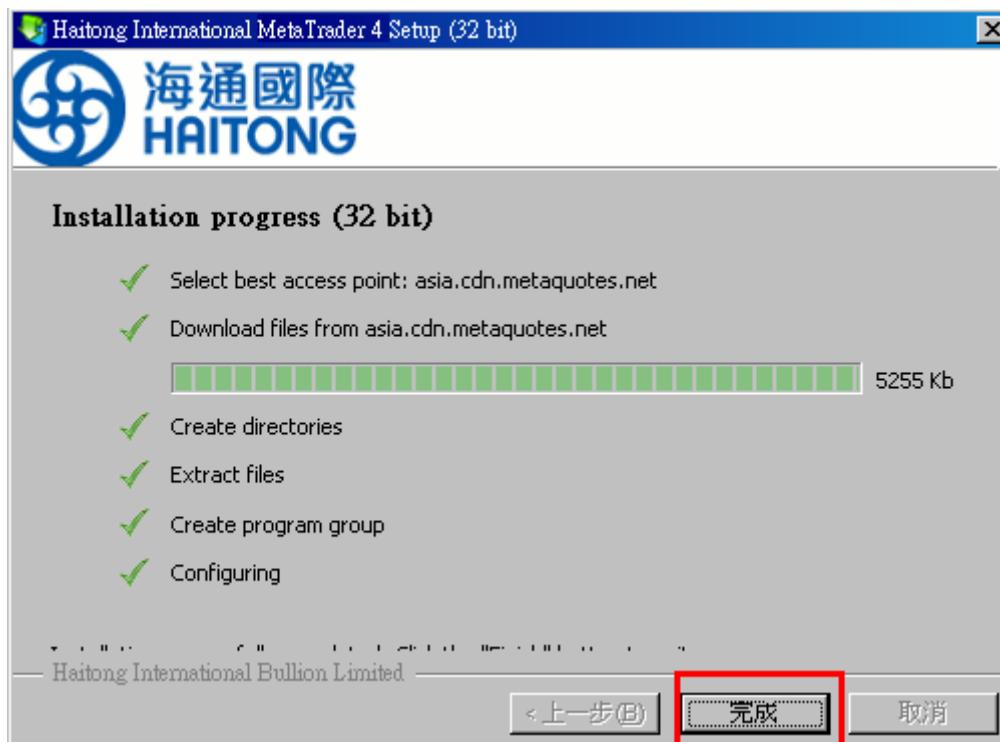 Haitong International MetaTrader 4 Setup (32 bit)
海通國際
HAITONG
Installation progress (32 bit)
Select best access point: asia.cdn.metaquotes.net
Download files from asia.cdn.metaquotes.net
5255 Kb
Create directories
Extract files
Create program group
Configuring
Haitong International Bullion Limited
<上一步(B)
完成
取消